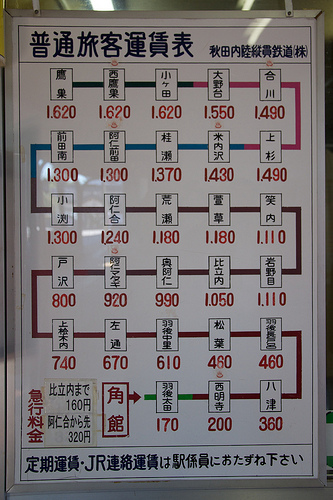 普通旅客運賃表 秋田内陸縦貫鉄道(株)
鷹巣 西鷹巣 小ヶ田 大野台 合川
1.620 1.620 1.620 1.550 1.490
前田南 阿仁前田 桂瀬 米内沢 上杉
1.300 1.300 1.370 1.430 1.490
小渕 阿仁合 荒瀬 萱草 笑内
1.300 1.240 1.180 1.180 1.110
戸沢 阿仁マタギ 奥阿仁 比立内 岩野目
800 920 990 1.050 1.110
上桧木内 左通 羽後中里 松葉 羽後長戸呂
740 670 610 460 460
急行料金 比立内まで 160円 阿仁合から先 320円 角館 羽後太田 西明寺 八津
170 200 360
定期運賃・JR連絡運賃は駅係員におたずね下さい